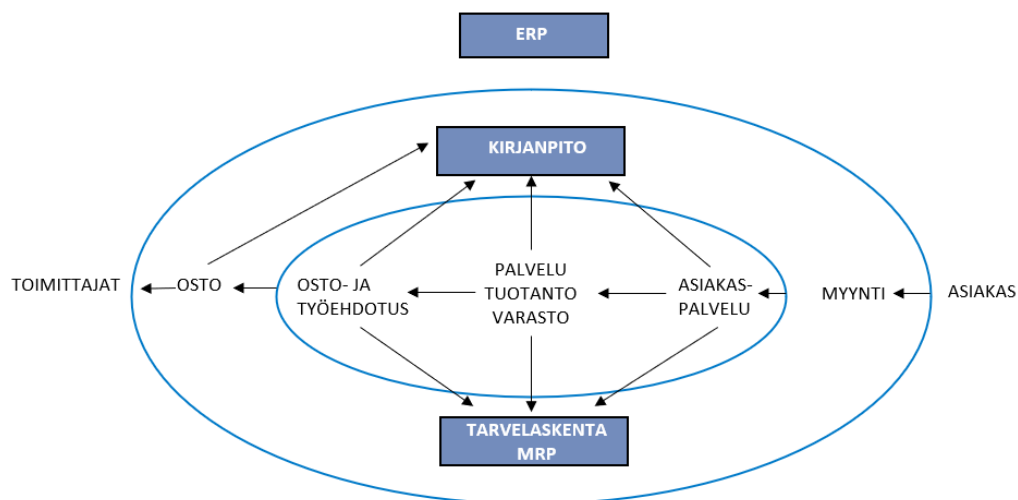 ERP
KIRJANPITO
TOIMITTAJAT
OSTO
OSTO- JA
TYÖEHDOTUS
PALVELU
TUOTANTO
VARASTO
ASIAKAS-
PALVELU
MYYNTI
ASIAKAS
TARVELASKENTA
MRP